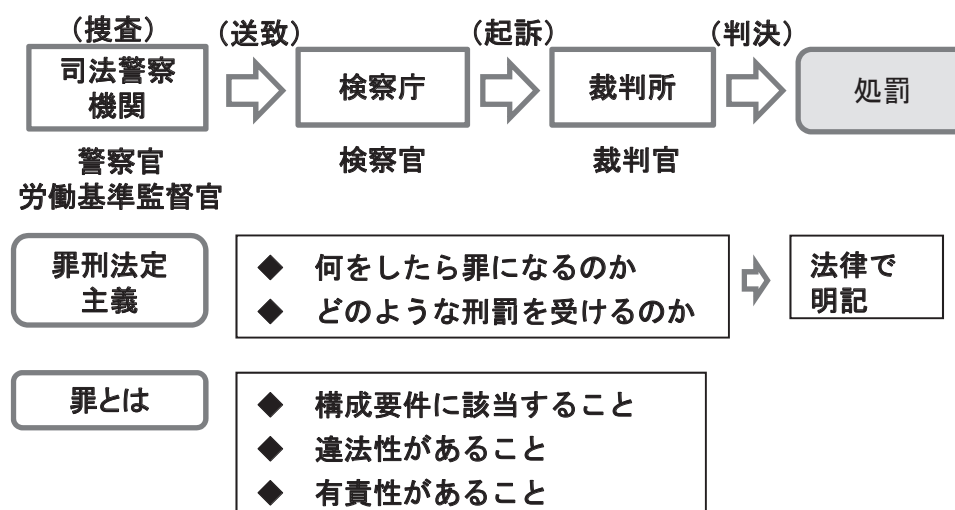 （捜査）
（送致）
（起訴）
（判決）
司法警察
機関
検察庁
裁判所
処罰
警察官
労働基準監督官
検察官
裁判官
罪刑法定
主義
◆ 何をしたら罪になるのか
◆ どのような刑罰を受けるのか
法律で
明記
罪とは
◆ 構成要件に該当すること
◆ 違法性があること
◆ 有責性があること